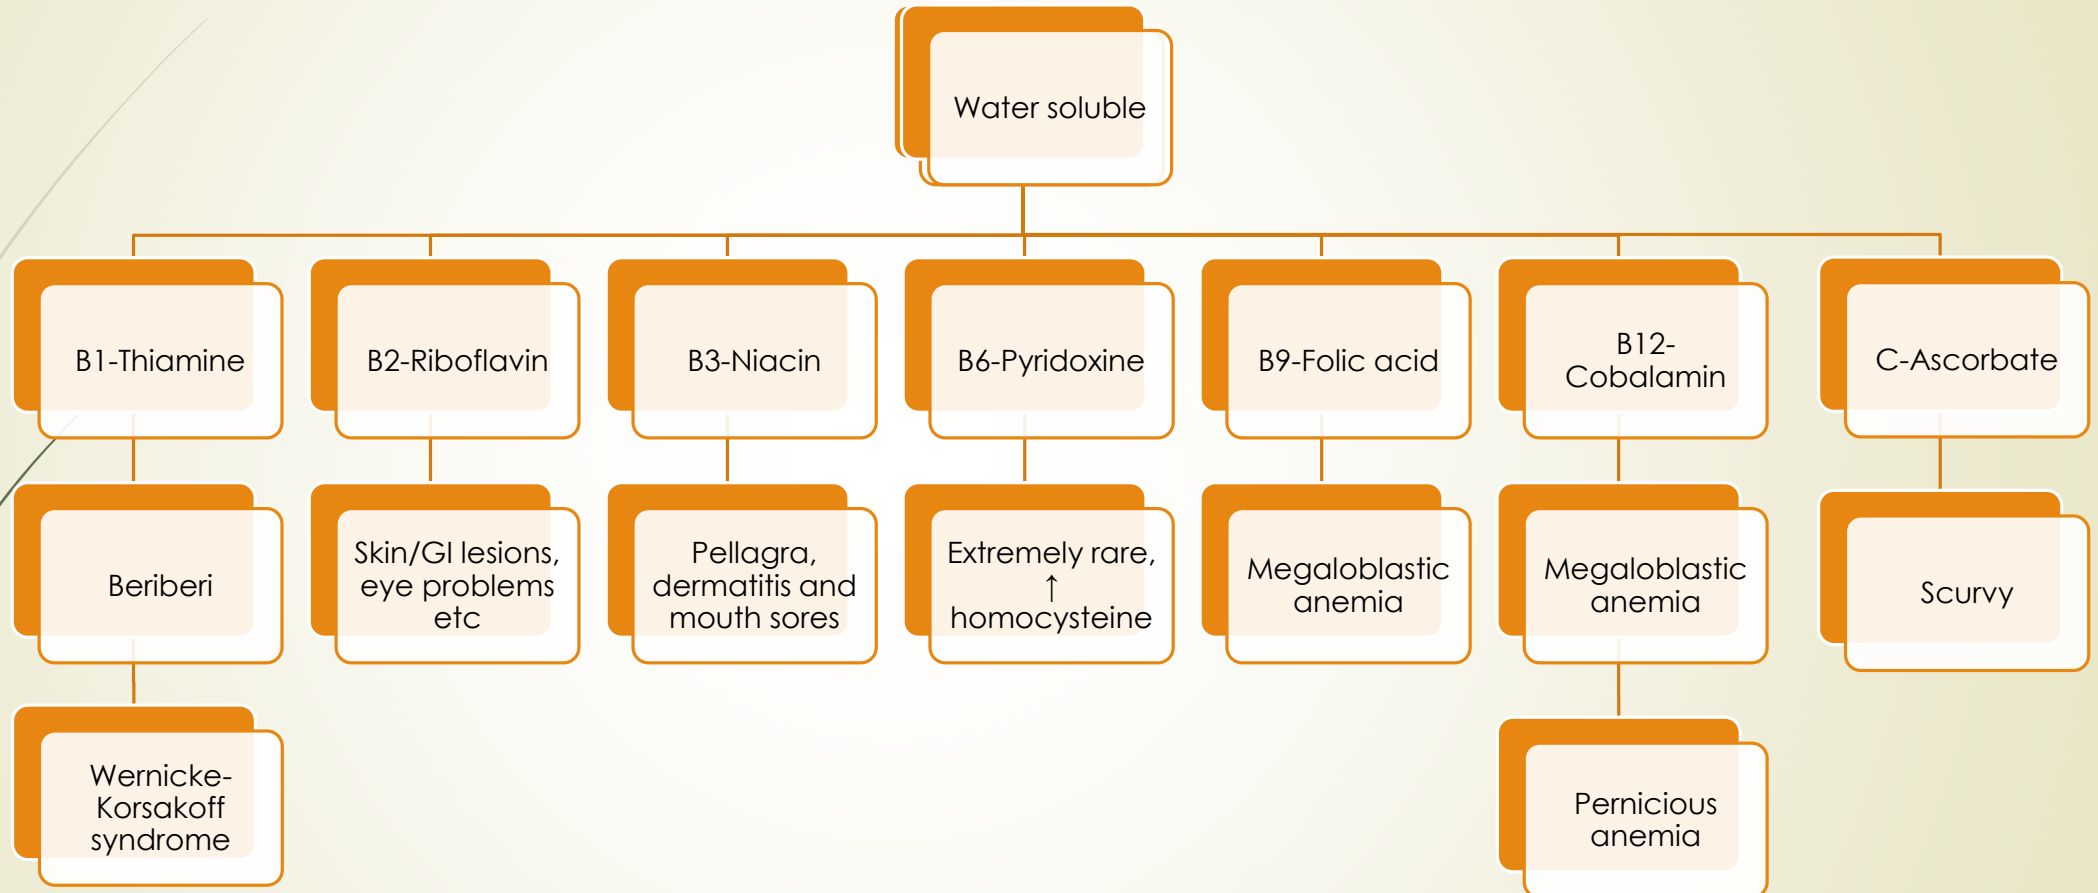 Water soluble
B1-Thiamine
B2-Riboflavin
B3-Niacin
B6-Pyridoxine
B9-Folic acid
B12-
Cobalamin
C-Ascorbate
Beriberi
Skin/GI lesions,
eye problems
etc
Pellagra,
dermatitis and
mouth sores
Extremely rare,
↑
homocysteine
Megaloblastic
anemia
Megaloblastic
anemia
Scurvy
Wernicke-
Korsakoff
syndrome
Pernicious
anemia